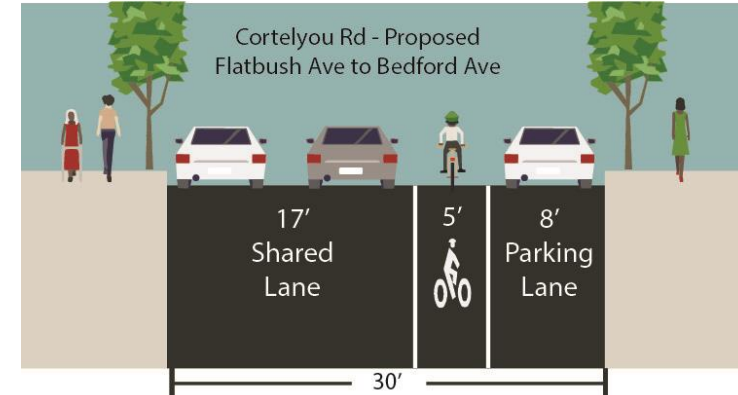 Cortelyou Rd - Proposed
Flatbush Ave to Bedford Ave
17’
Shared
Lane
5’
8’
Parking
Lane
30’